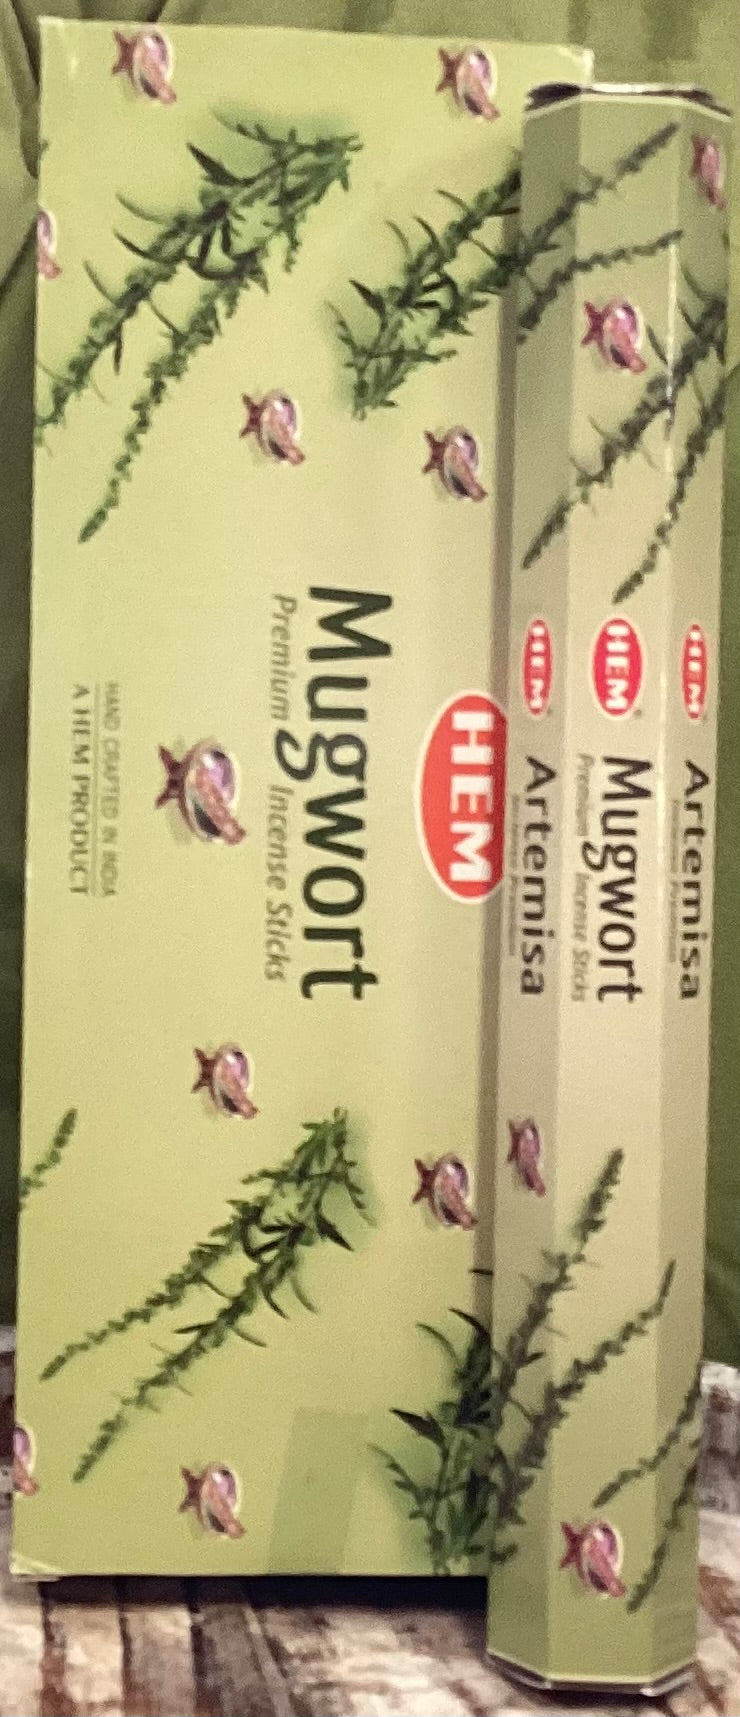 HEM
Mugwort
Premium Incense Sticks
HAND CRAFTED IN INDIA
A HEM PRODUCT
HEM
Artemisa
HEM
Mugwort
Premium Incense Sticks
HEM
Artemisa